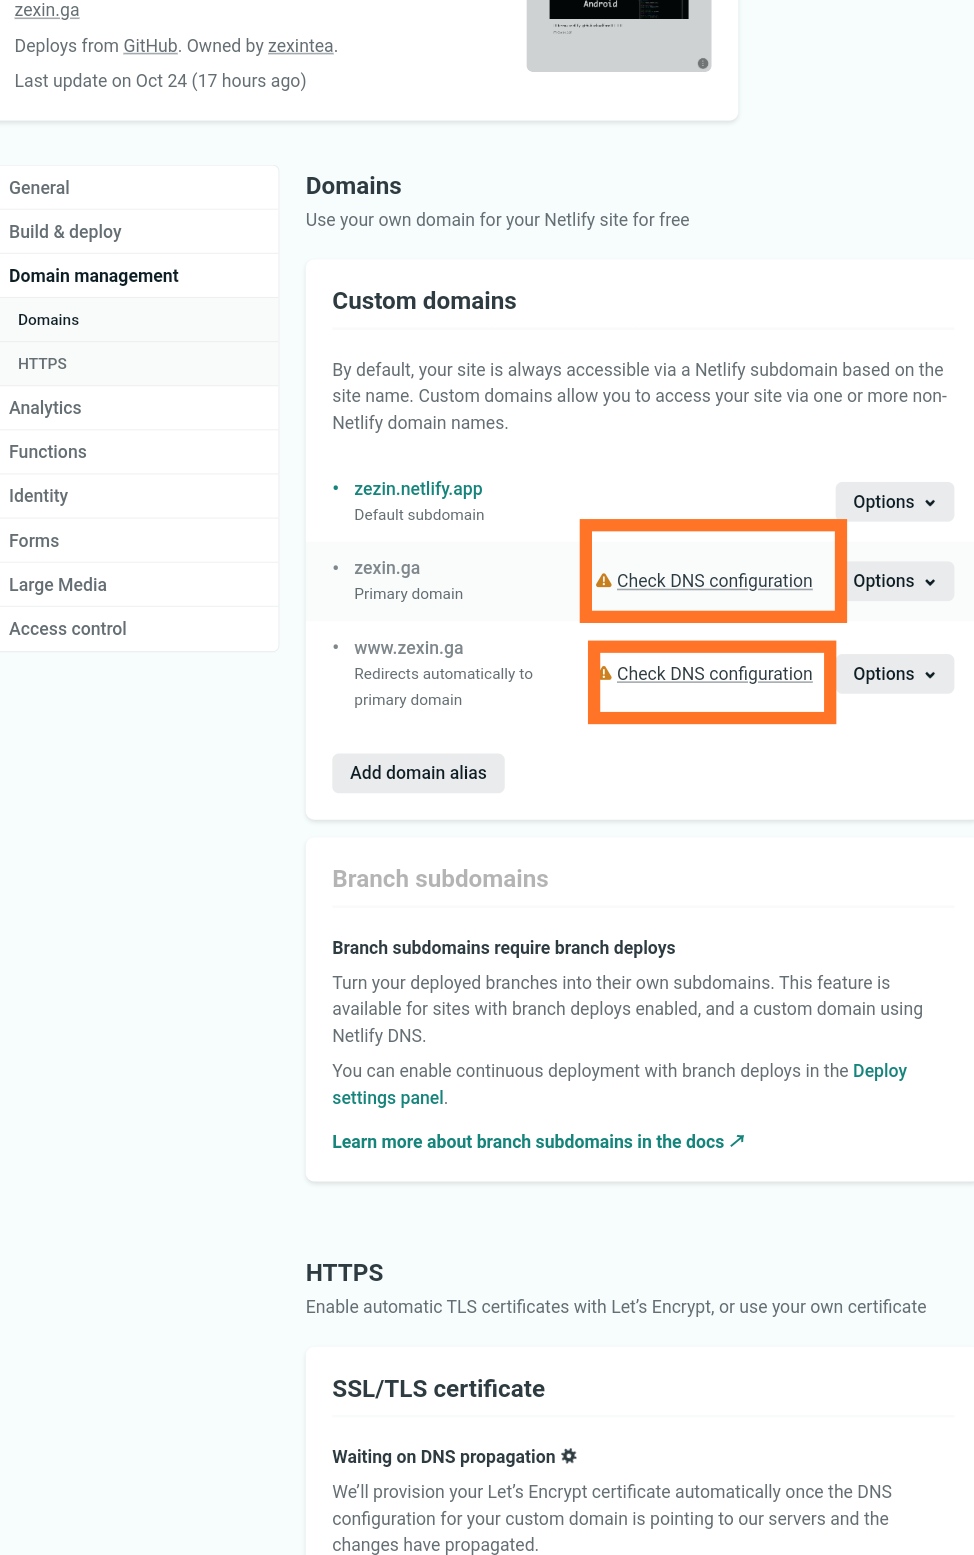 zexin.ga
Deploys from GitHub. Owned by zexintea.
Last update on Oct 24 (17 hours ago)
Android
General
Build & deploy
Domain management
Domains
HTTPS
Analytics
Functions
Identity
Forms
Large Media
Access control
Domains
Use your own domain for your Netlify site for free
Custom domains
By default, your site is always accessible via a Netlify subdomain based on the
site name. Custom domains allow you to access your site via one or more non-
Netlify domain names.
• zezin.netlify.app
Default subdomain
Options
• zexin.ga
Primary domain
Check DNS configuration
Options
• www.zexin.ga
Redirects automatically to
primary domain
Check DNS configuration
Options
Add domain alias
Branch subdomains
Branch subdomains require branch deploys
Turn your deployed branches into their own subdomains. This feature is
available for sites with branch deploys enabled, and a custom domain using
Netlify DNS.
You can enable continuous deployment with branch deploys in the Deploy
settings panel.
Learn more about branch subdomains in the docs ↗
HTTPS
Enable automatic TLS certificates with Let's Encrypt, or use your own certificate
SSL/TLS certificate
Waiting on DNS propagation
We'll provision your Let's Encrypt certificate automatically once the DNS
configuration for your custom domain is pointing to our servers and the
changes have propagated.